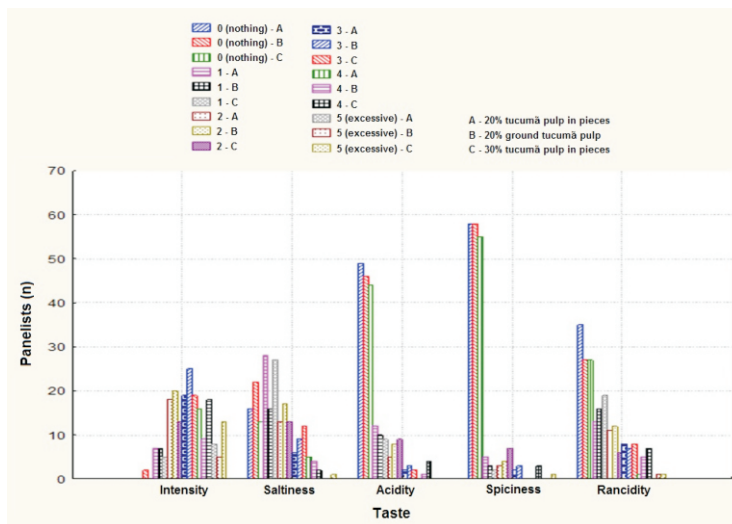 0 (nothing) - A
0 (nothing) - B
0 (nothing) - C
1 - A
1 - B
1 - C
2 - A
2 - B
2 - C
3 - A
3 - B
3 - C
4 - A
4 - B
4 - C
5 (excessive) - A
5 (excessive) - B
5 (excessive) - C
A - 20% tucumã pulp in pieces
B - 20% ground tucumã pulp
C - 30% tucumã pulp in pieces
70
60
50
40
30
20
10
0
Panelists (n)
Intensity
Saltiness
Acidity
Spiciness
Rancidity
Taste